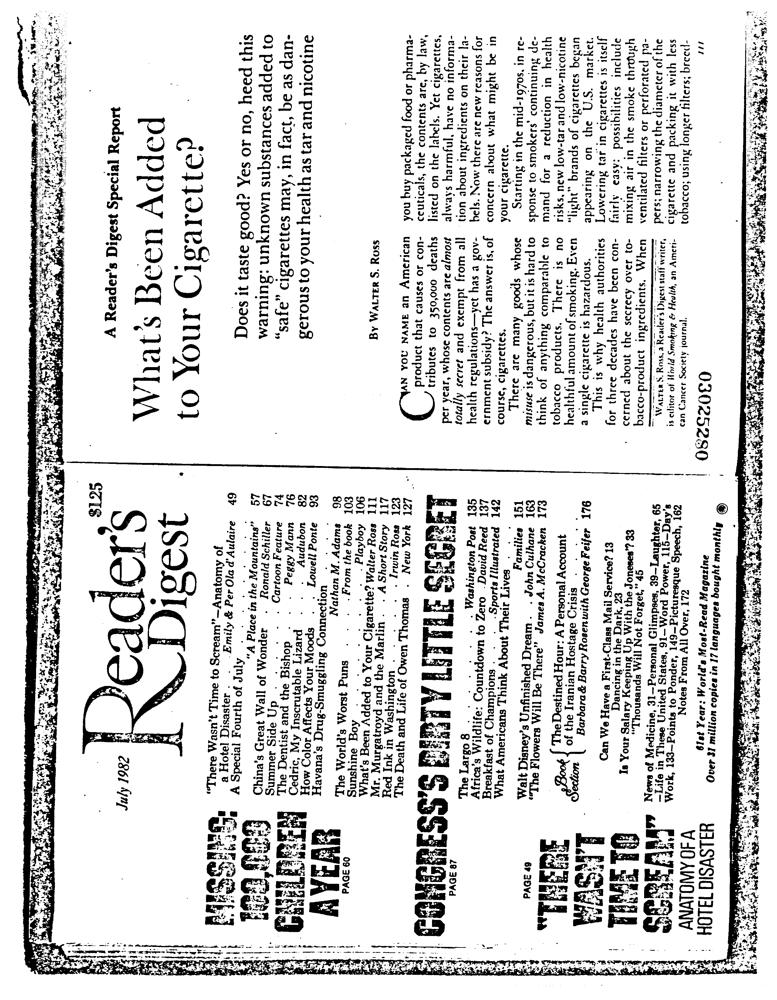 July 1982
$1.25
Reader's
Digest
MISSING:
100,000
CHILDREN
A YEAR
PAGE 60
CONGRESS'S DIRTY LITTLE SECRET
PAGE 87
PAGE 49
"THERE
WASN'T
TIME TO
SCREAM"
ANATOMY OF A
HOTEL DISASTER
"There Wasn't Time to Scream"—Anatomy of
a Hotel Disaster . . Emily & Per Ola d'Aulaire 49
A Special Fourth of July
"A Place in the Mountains" 57
China's Great Wall of Wonder . Ronald Schiller 67
Summer Side Up . . . . . Cartoon Feature 74
The Dentist and the Bishop . . . Peggy Mann 76
Cedric, My Inscrutable Lizard . . . Audubon 82
How Color Affects Your Moods . . Lowell Ponte 93
Havana's Drug-Smuggling Connection
Nathan M. Adams 98
The World's Worst Puns . . . From the book 103
Sunshine Boy . . . . . . Playboy 106
What's Been Added to Your Cigarette? Walter Ross 111
Mr. Murgatroyd and the Marlin . . A Short Story 117
Red Ink in Washington . . . . Irwin Ross 123
The Death and Life of Owen Thomas . New York 127
The Largo 8 . . . . . Washington Post 135
Africa's Wildlife: Countdown to Zero David Reed 137
Breakfast of Champions . . . Sports Illustrated 142
What Americans Think About Their Lives
Families 151
Walt Disney's Unfinished Dream . . John Culhane 163
"The Flowers Will Be There" James A. McCracken 173
Book Section
The Destined Hour: A Personal Account
of the Iranian Hostage Crisis
Barbara & Barry Rosen with George Feifer 176
Can We Have a First-Class Mail Service? 13
Dancing in the Dark, 23
Is Your Salary Keeping Up With the Joneses'? 33
"Thousands Will Not Forget," 45
News of Medicine, 31—Personal Glimpses, 39—Laughter, 65
—Life in These United States, 91—Word Power, 115—Day's
Work, 133—Points to Ponder, 149—Picturesque Speech, 162
Notes From All Over, 172
61st Year: World's Most-Read Magazine
Over 31 million copies in 17 languages bought monthly
A Reader's Digest Special Report
What's Been Added
to Your Cigarette?
Does it taste good? Yes or no, heed this
warning: unknown substances added to
"safe" cigarettes may, in fact, be as dan-
gerous to your health as tar and nicotine
BY WALTER S. ROSS
CAN YOU NAME an American
product that causes or con-
tributes to 350,000 deaths
per year, whose contents are almost
totally secret and exempt from all
health regulations—yet has a gov-
ernment subsidy? The answer is, of
course, cigarettes.
There are many goods whose
misuse is dangerous, but it is hard to
think of anything comparable to
tobacco products. There is no
healthful amount of smoking. Even
a single cigarette is hazardous.
This is why health authorities
for three decades have been con-
cerned about the secrecy over to-
bacco-product ingredients. When
WALTER S. ROSS, a Reader's Digest staff writer,
is editor of World Smoking & Health, an Ameri-
can Cancer Society journal.
you buy packaged food or pharma-
ceuticals, the contents are, by law,
listed on the labels. Yet cigarettes,
always harmful, have no informa-
tion about ingredients on their la-
bels. Now there are new reasons for
concern about what might be in
your cigarette.
Starting in the mid-1970s, in re-
sponse to smokers' continuing de-
mand for a reduction in health
risks, new low-tar and low-nicotine
"light" brands of cigarettes began
appearing on the U.S. market.
Lowering tar in cigarettes is itself
fairly easy; possibilities include
mixing air in the smoke through
ventilated filters or perforated pa-
pers; narrowing the diameter of the
cigarette and packing it with less
tobacco; using longer filters; breed-
111
03025280